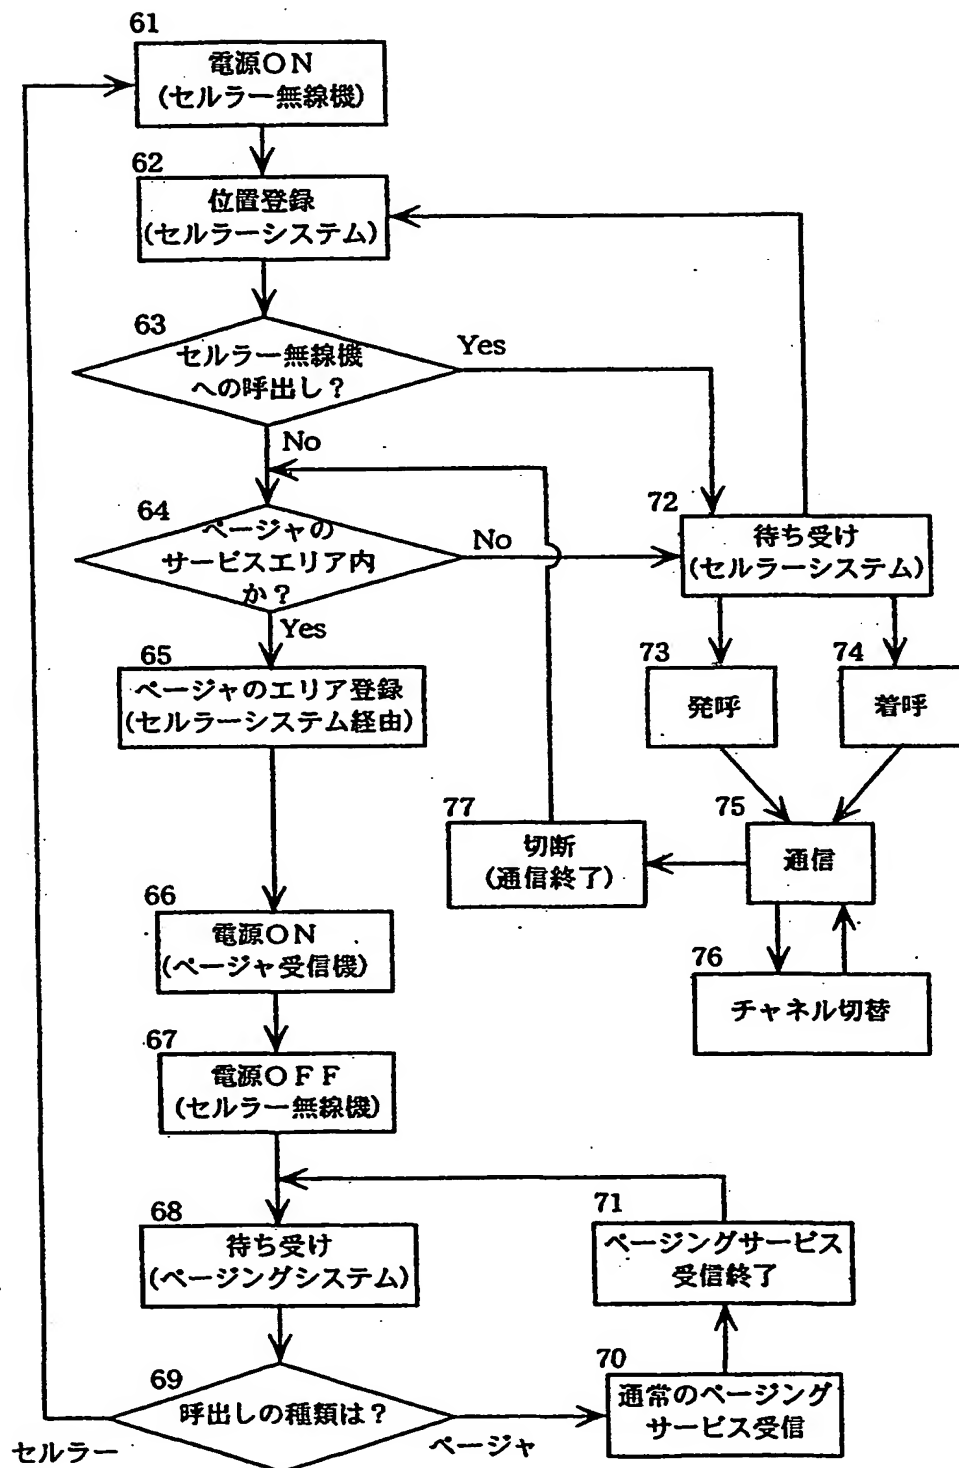 61
電源ON
(セルラー無線機)
62
位置登録
(セルラーシステム)
63
セルラー無線機
への呼出し?
Yes
No
64
ページャの
サービスエリア内
か?
No
Yes
72
待ち受け
(セルラーシステム)
65
ページャのエリア登録
(セルラーシステム経由)
73
発呼
74
着呼
75
通信
77
切断
(通信終了)
76
チャネル切替
66
電源ON
(ページャ受信機)
67
電源OFF
(セルラー無線機)
68
待ち受け
(ページングシステム)
71
ページングサービス
受信終了
69
呼出しの種類は?
70
通常のページング
サービス受信
セルラー
ページャ